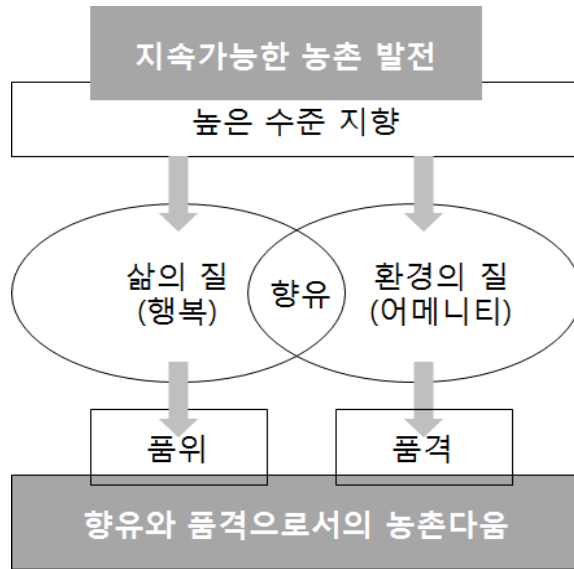 지속가능한 농촌 발전
높은 수준 지향
삶의 질
(행복)
향유
환경의 질
(어메니티)
품위
품격
향유와 품격으로서의 농촌다움